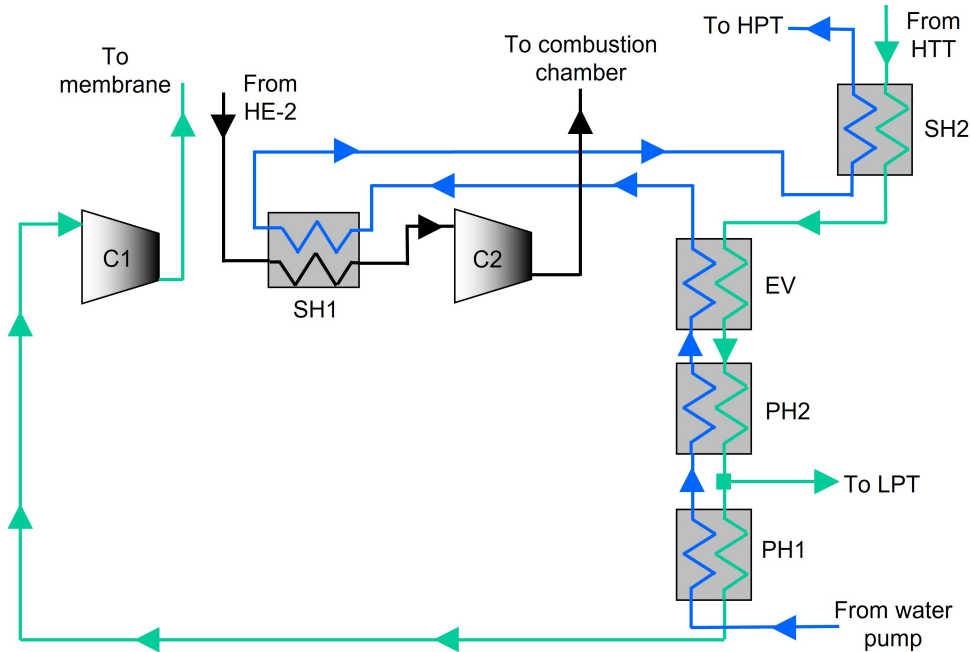 To HPT
From
HTT
To
membrane
From
HE-2
To combustion
chamber
SH2
C1
C2
SH1
EV
PH2
To LPT
PH1
From water
pump